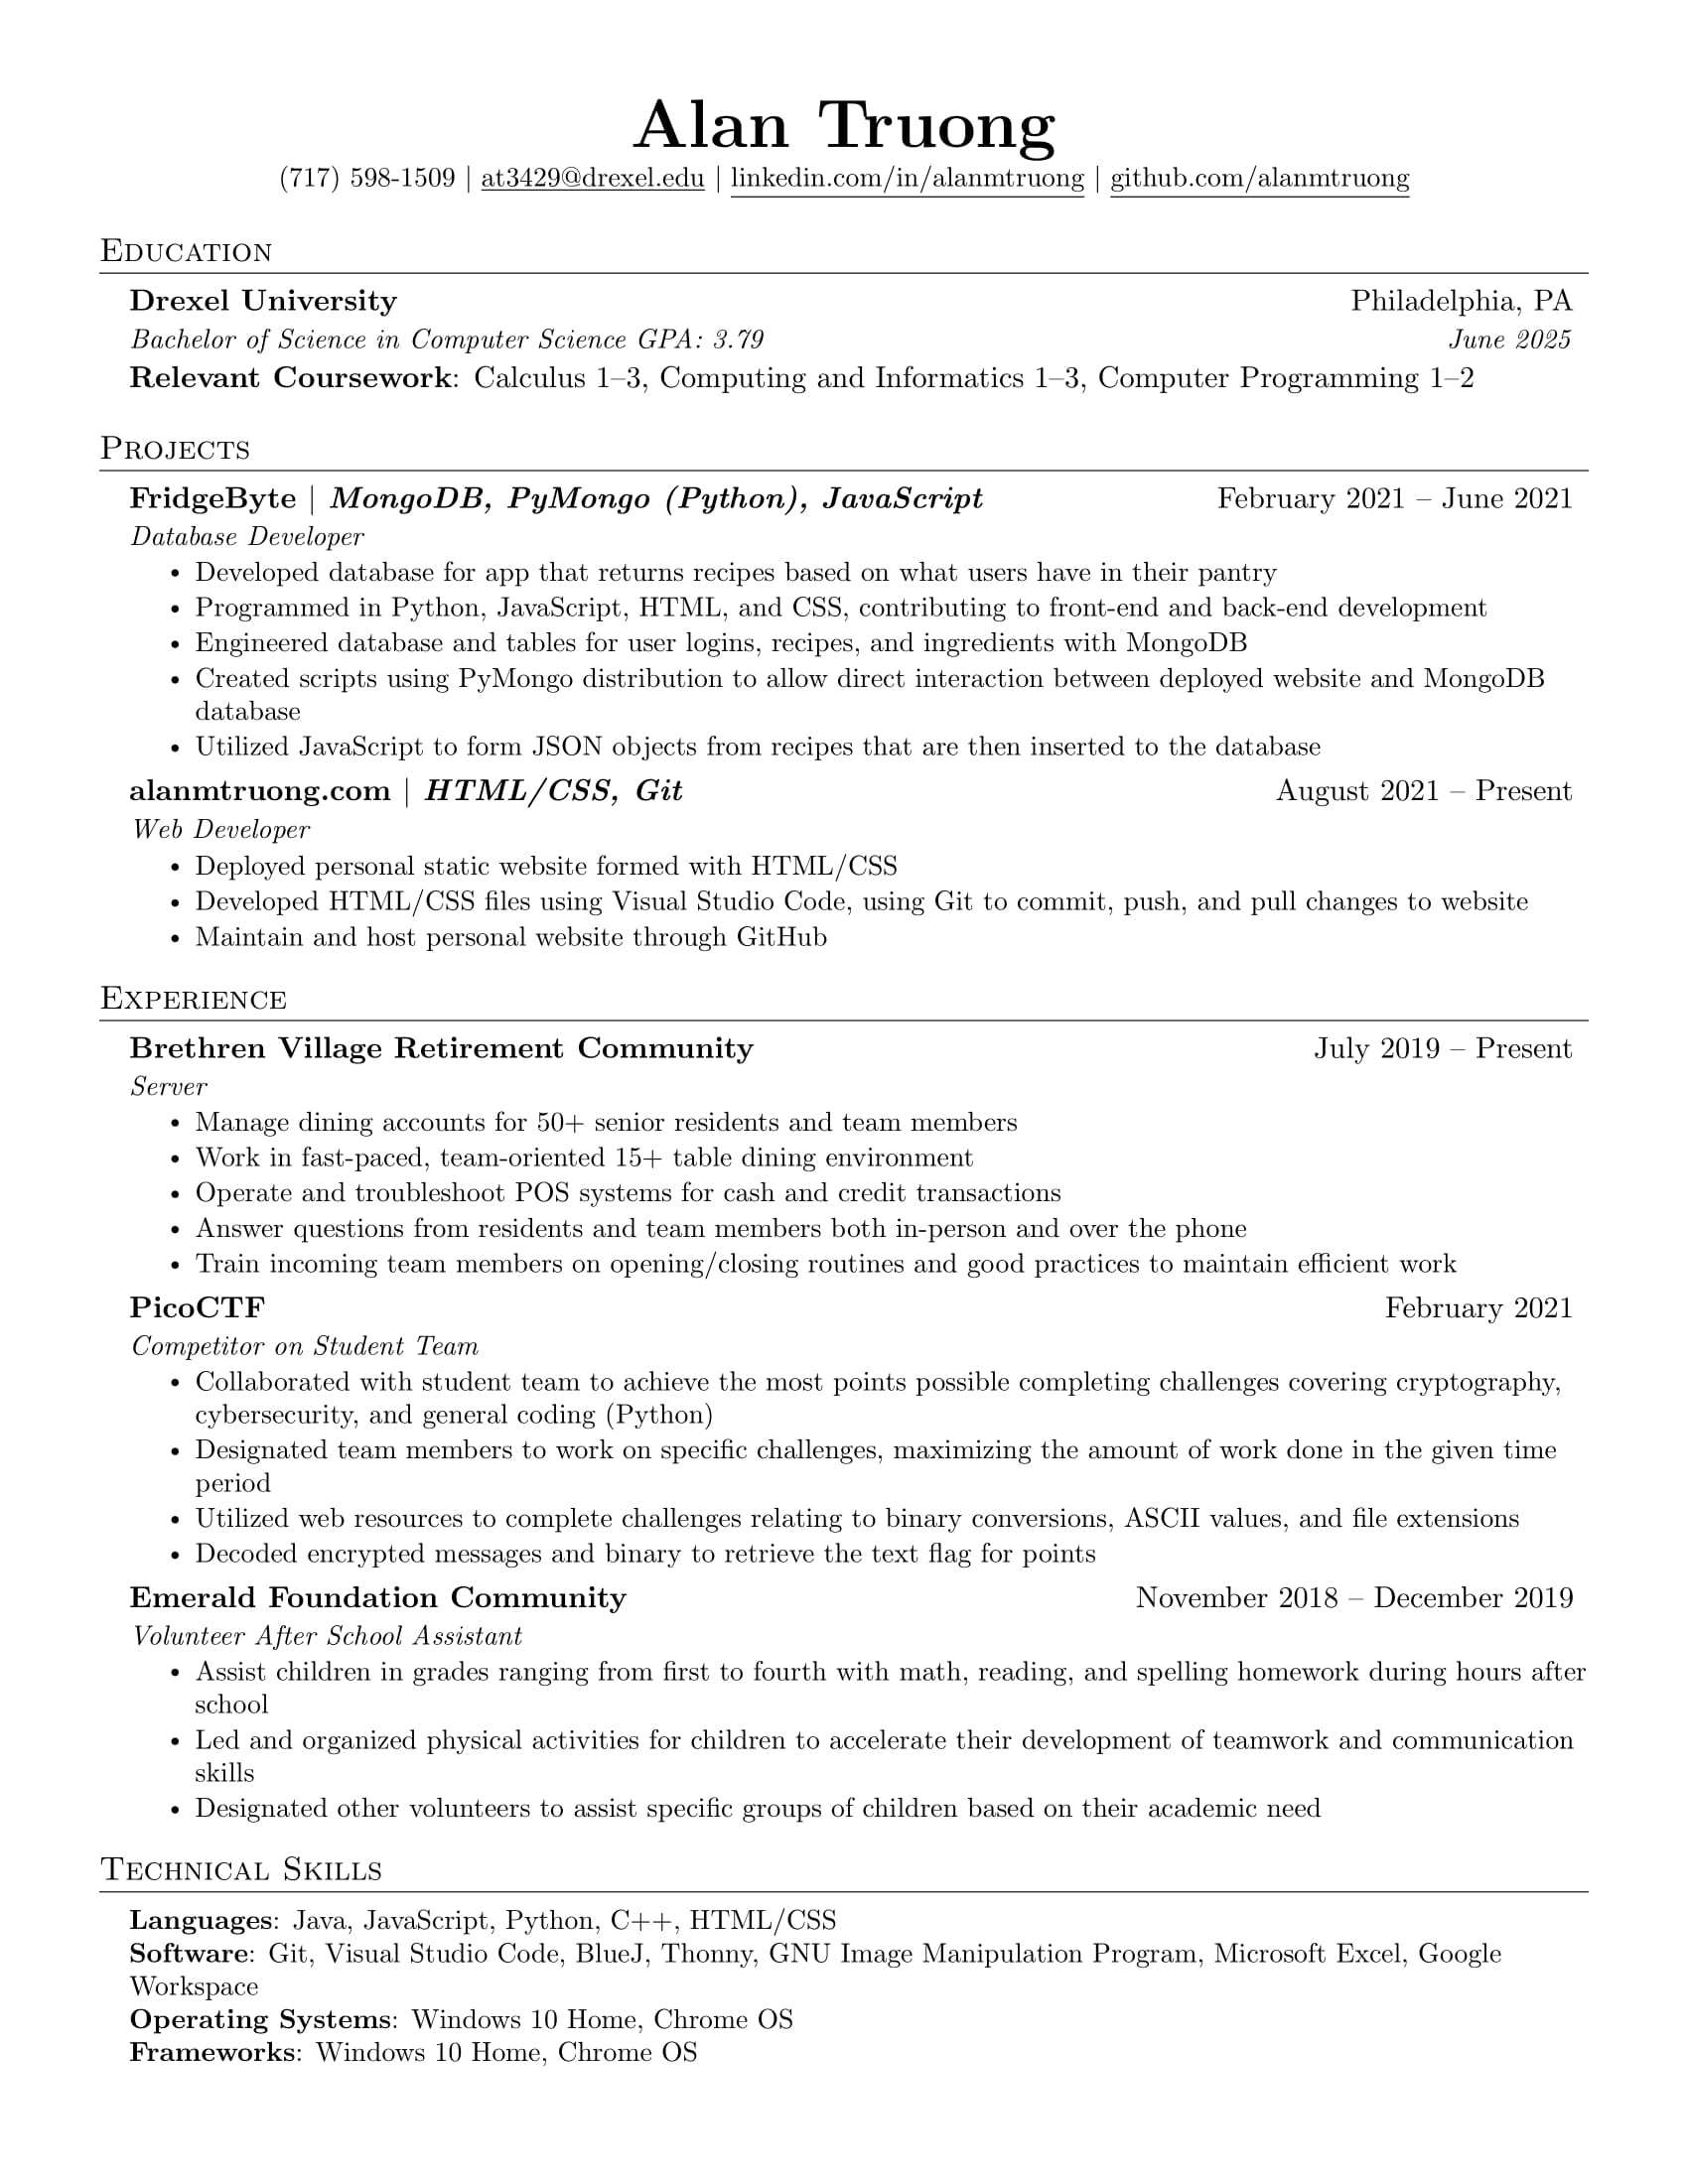 Alan Truong
(717) 598-1509 | at3429@drexel.edu | linkedin.com/in/alanmtruong | github.com/alanmtruong
Education
Drexel University Philadelphia, PA
Bachelor of Science in Computer Science GPA: 3.79 June 2025
Relevant Coursework: Calculus 1–3, Computing and Informatics 1–3, Computer Programming 1–2
Projects
FridgeByte | MongoDB, PyMongo (Python), JavaScript February 2021 – June 2021
Database Developer
• Developed database for app that returns recipes based on what users have in their pantry
• Programmed in Python, JavaScript, HTML, and CSS, contributing to front-end and back-end development
• Engineered database and tables for user logins, recipes, and ingredients with MongoDB
• Created scripts using PyMongo distribution to allow direct interaction between deployed website and MongoDB
database
• Utilized JavaScript to form JSON objects from recipes that are then inserted to the database
alanmtruong.com | HTML/CSS, Git August 2021 – Present
Web Developer
• Deployed personal static website formed with HTML/CSS
• Developed HTML/CSS files using Visual Studio Code, using Git to commit, push, and pull changes to website
• Maintain and host personal website through GitHub
Experience
Brethren Village Retirement Community July 2019 – Present
Server
• Manage dining accounts for 50+ senior residents and team members
• Work in fast-paced, team-oriented 15+ table dining environment
• Operate and troubleshoot POS systems for cash and credit transactions
• Answer questions from residents and team members both in-person and over the phone
• Train incoming team members on opening/closing routines and good practices to maintain efficient work
PicoCTF February 2021
Competitor on Student Team
• Collaborated with student team to achieve the most points possible completing challenges covering cryptography,
cybersecurity, and general coding (Python)
• Designated team members to work on specific challenges, maximizing the amount of work done in the given time
period
• Utilized web resources to complete challenges relating to binary conversions, ASCII values, and file extensions
• Decoded encrypted messages and binary to retrieve the text flag for points
Emerald Foundation Community November 2018 – December 2019
Volunteer After School Assistant
• Assist children in grades ranging from first to fourth with math, reading, and spelling homework during hours after
school
• Led and organized physical activities for children to accelerate their development of teamwork and communication
skills
• Designated other volunteers to assist specific groups of children based on their academic need
Technical Skills
Languages: Java, JavaScript, Python, C++, HTML/CSS
Software: Git, Visual Studio Code, BlueJ, Thonny, GNU Image Manipulation Program, Microsoft Excel, Google
Workspace
Operating Systems: Windows 10 Home, Chrome OS
Frameworks: Windows 10 Home, Chrome OS